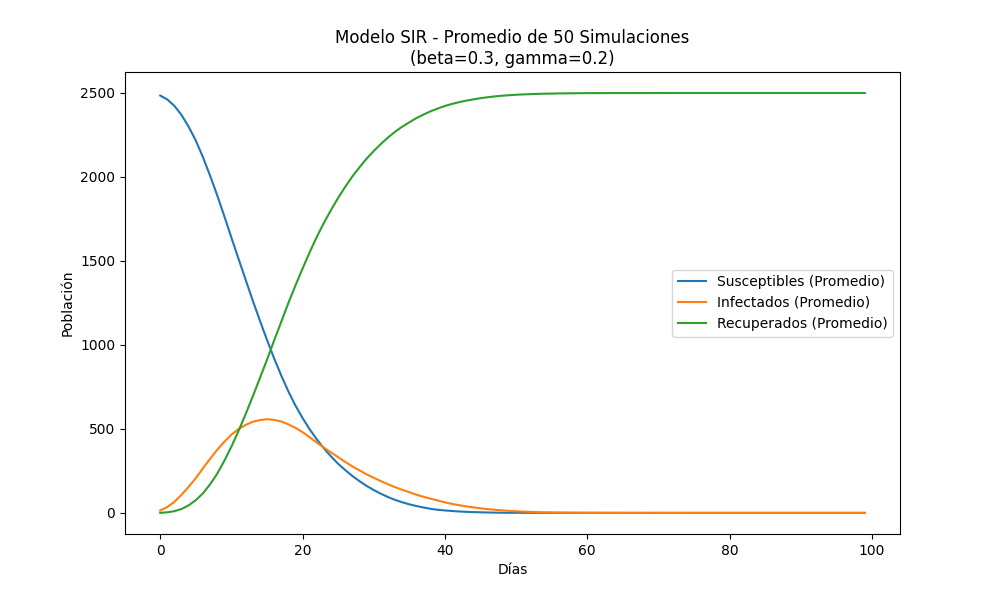 Modelo SIR - Promedio de 50 Simulaciones
(beta=0.3, gamma=0.2)
Población
2500
2000
1500
1000
500
0
Susceptibles (Promedio)
Infectados (Promedio)
Recuperados (Promedio)
0 20 40 60 80 100
Días